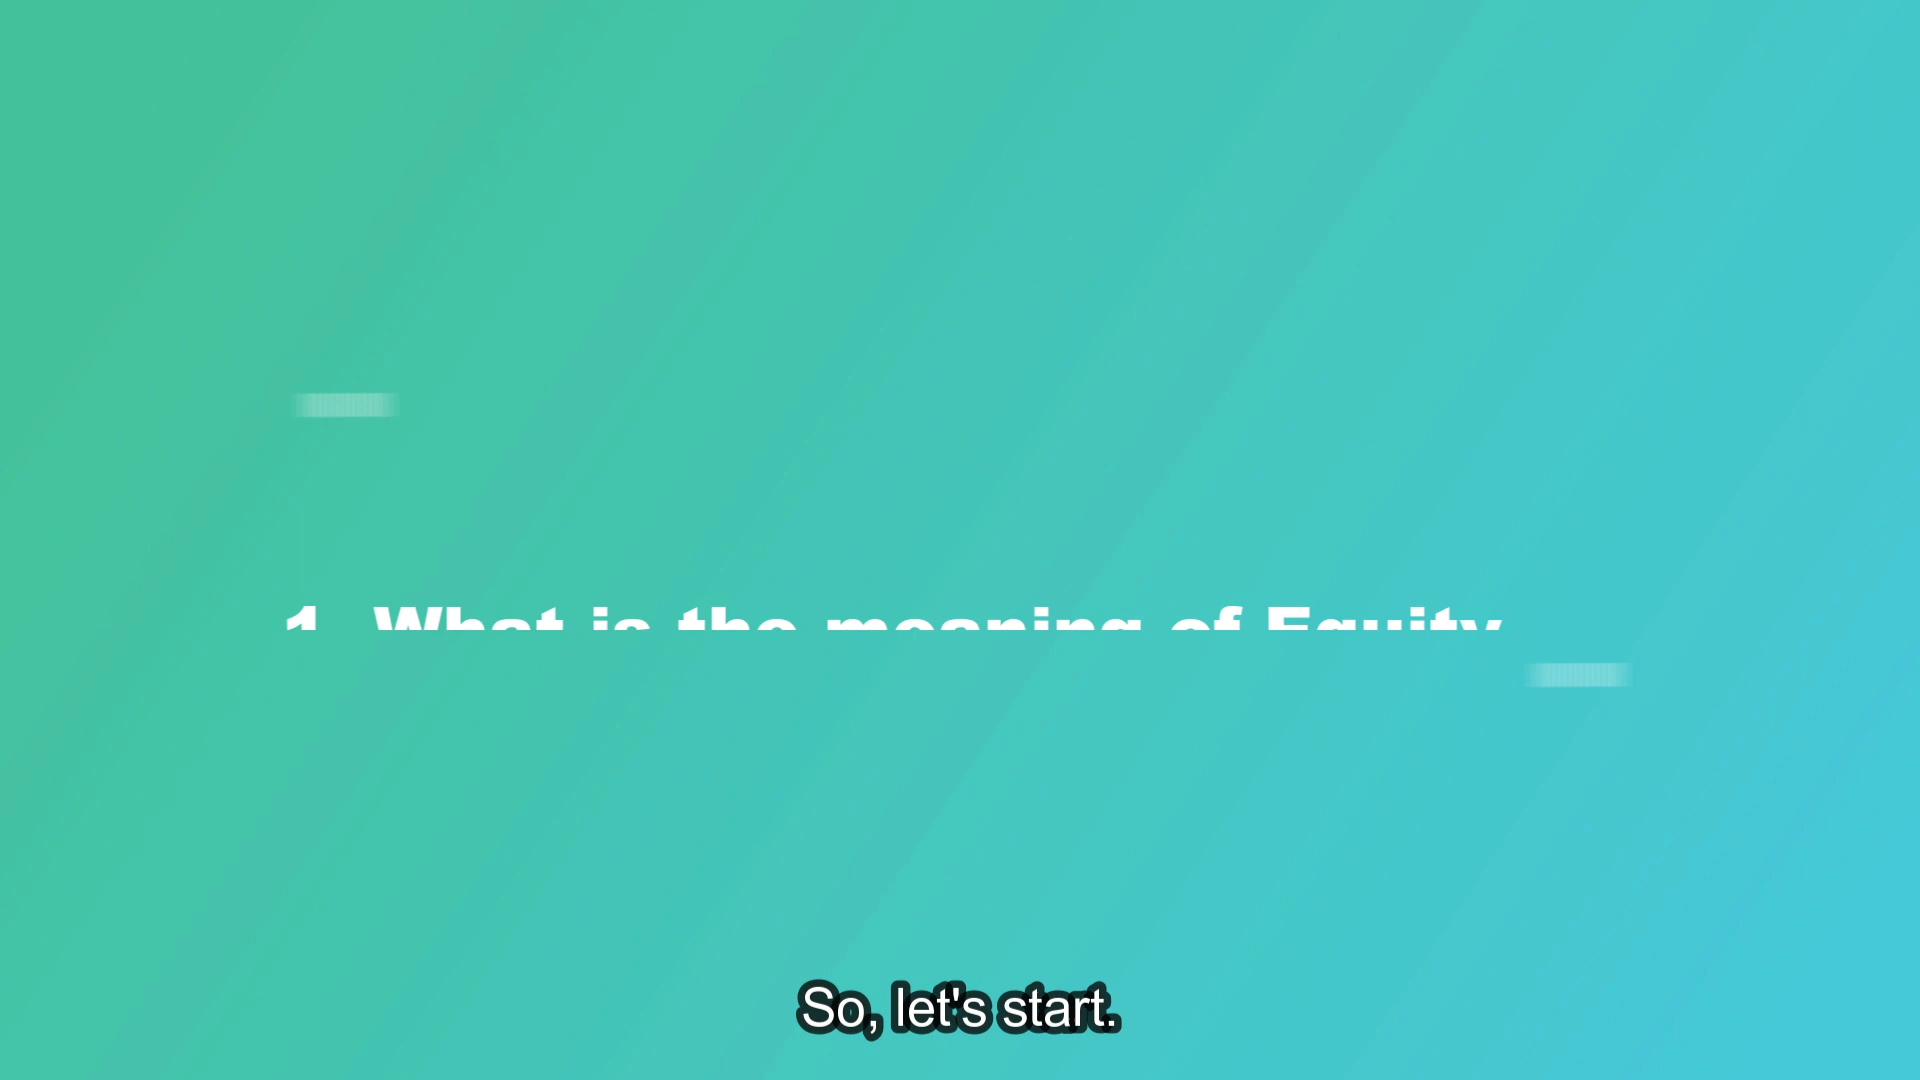 1. What is the meaning of Equity
So, let's start.